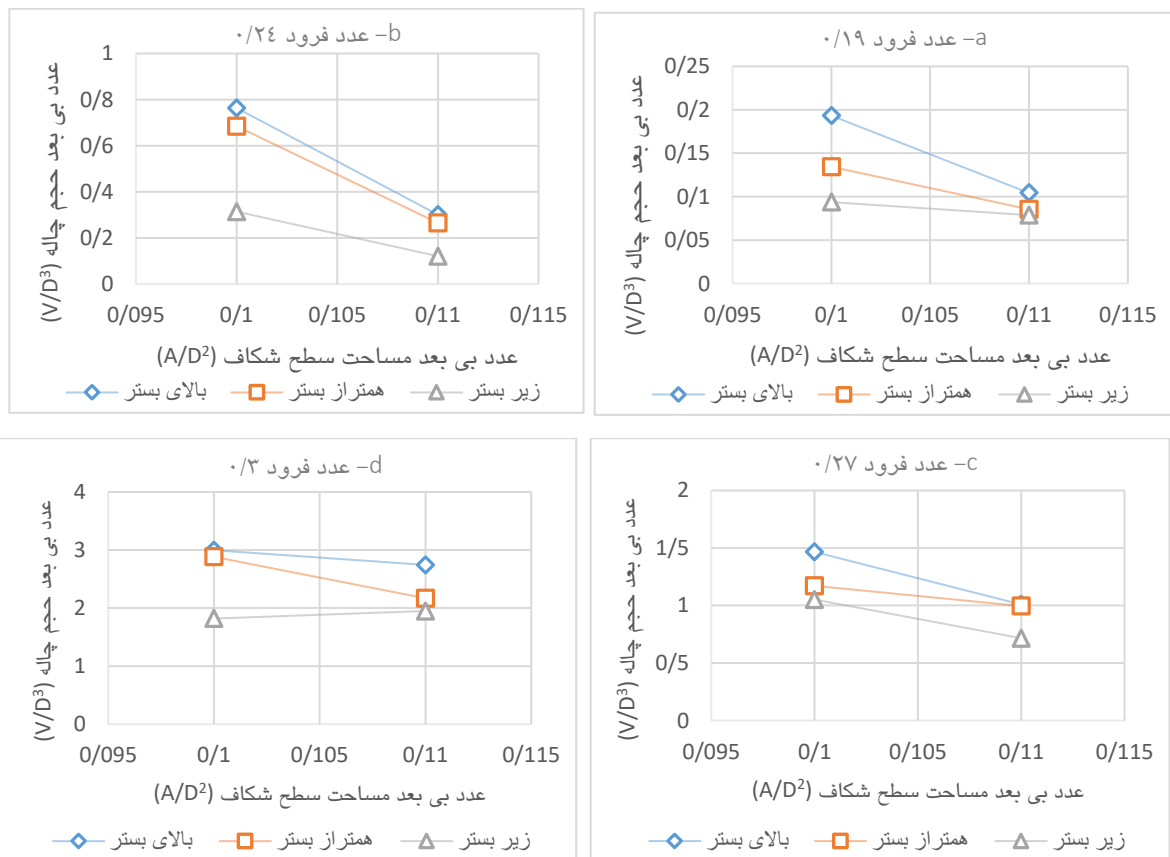 a– عدد فرود ۰/۱۹
عدد بی بعد حجم چاله (V/D³)
0/25
0/2
0/15
0/1
0/05
0
0/095 0/1 0/105 0/11 0/115
عدد بی بعد مساحت سطح شکاف (A/D²)
بالای بستر همتراز بستر زیر بستر
b– عدد فرود ۰/۲۴
عدد بی بعد حجم چاله (V/D³)
1
0/8
0/6
0/4
0/2
0
0/095 0/1 0/105 0/11 0/115
عدد بی بعد مساحت سطح شکاف (A/D²)
بالای بستر همتراز بستر زیر بستر
c– عدد فرود ۰/۲۷
عدد بی بعد حجم چاله (V/D³)
2
1/5
1
0/5
0
0/095 0/1 0/105 0/11 0/115
عدد بی بعد مساحت سطح شکاف (A/D²)
بالای بستر همتراز بستر زیر بستر
d– عدد فرود ۰/۳
عدد بی بعد حجم چاله (V/D³)
4
3
2
1
0
0/095 0/1 0/105 0/11 0/115
عدد بی بعد مساحت سطح شکاف (A/D²)
بالای بستر همتراز بستر زیر بستر